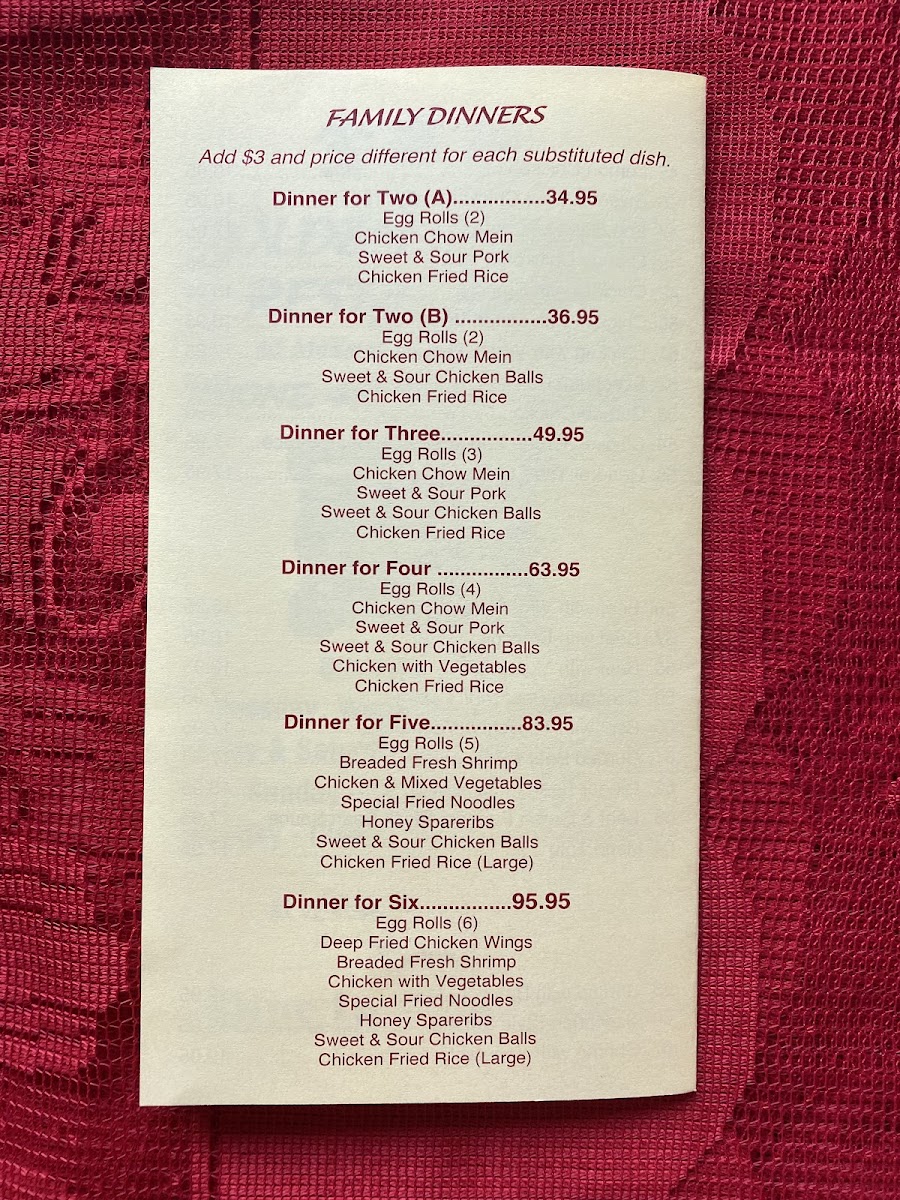 FAMILY DINNERS
Add $3 and price different for each substituted dish.
Dinner for Two (A)................34.95
Egg Rolls (2)
Chicken Chow Mein
Sweet & Sour Pork
Chicken Fried Rice
Dinner for Two (B) ................36.95
Egg Rolls (2)
Chicken Chow Mein
Sweet & Sour Chicken Balls
Chicken Fried Rice
Dinner for Three................49.95
Egg Rolls (3)
Chicken Chow Mein
Sweet & Sour Pork
Sweet & Sour Chicken Balls
Chicken Fried Rice
Dinner for Four ................63.95
Egg Rolls (4)
Chicken Chow Mein
Sweet & Sour Pork
Sweet & Sour Chicken Balls
Chicken with Vegetables
Chicken Fried Rice
Dinner for Five................83.95
Egg Rolls (5)
Breaded Fresh Shrimp
Chicken & Mixed Vegetables
Special Fried Noodles
Honey Spareribs
Sweet & Sour Chicken Balls
Chicken Fried Rice (Large)
Dinner for Six................95.95
Egg Rolls (6)
Deep Fried Chicken Wings
Breaded Fresh Shrimp
Chicken with Vegetables
Special Fried Noodles
Honey Spareribs
Sweet & Sour Chicken Balls
Chicken Fried Rice (Large)